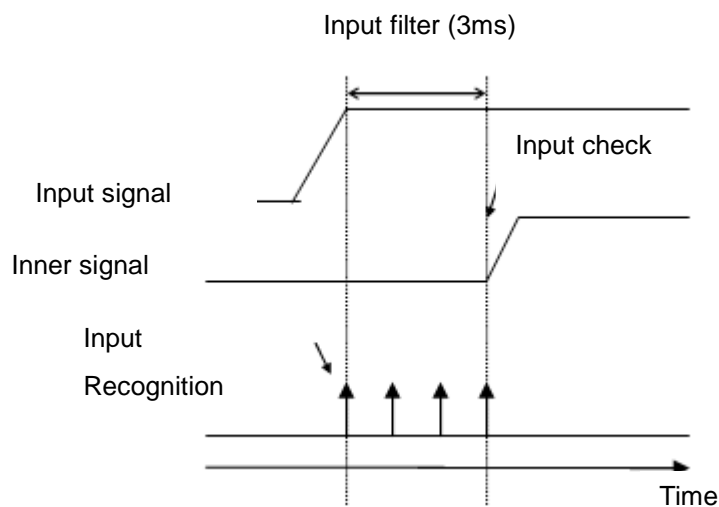 Input filter (3ms)
Input check
Input signal
Inner signal
Input
Recognition
Time